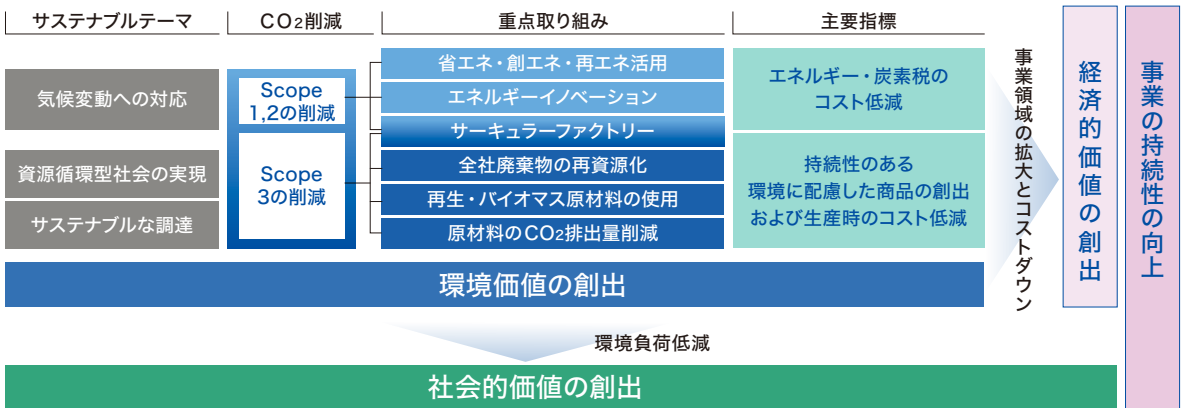 サステナブルテーマ
CO2削減
重点取り組み
主要指標
気候変動への対応
資源循環型社会の実現
サステナブルな調達
Scope
1,2の削減
Scope
3の削減
省エネ・創エネ・再エネ活用
エネルギーイノベーション
サーキュラーファクトリー
全社廃棄物の再資源化
再生・バイオマス原材料の使用
原材料のCO2排出量削減
エネルギー・炭素税の
コスト低減
持続性のある
環境に配慮した商品の創出
および生産時のコスト低減
環境価値の創出
事業領域の拡大とコストダウン
経済的価値の創出
事業の持続性の向上
環境負荷低減
社会的価値の創出